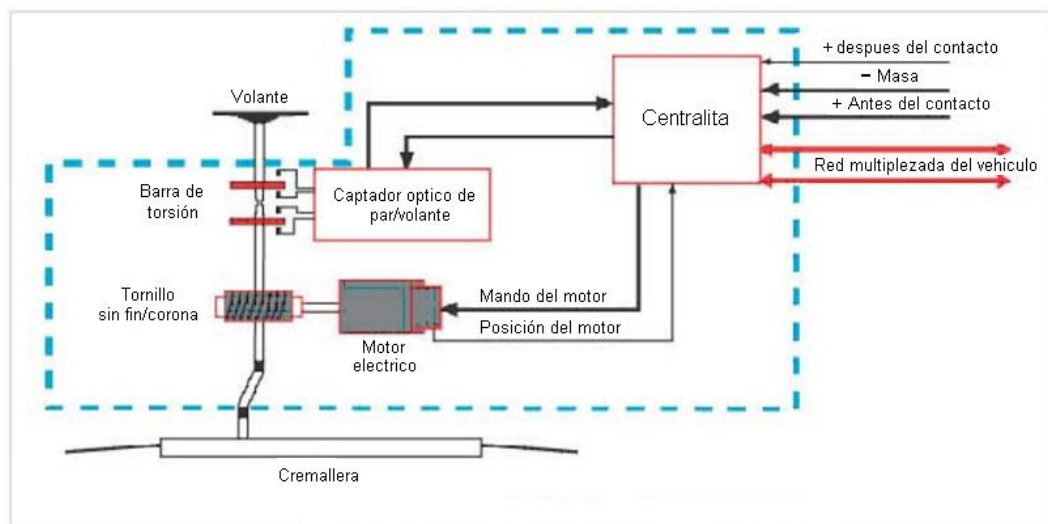 + despues del contacto
− Masa
+ Antes del contacto
Volante
Centralita
Red multiplezada del vehiculo
Barra de
torsión
Captador optico de
par/volante
Tornillo
sin fin/corona
Mando del motor
Posición del motor
Motor
electrico
Cremallera